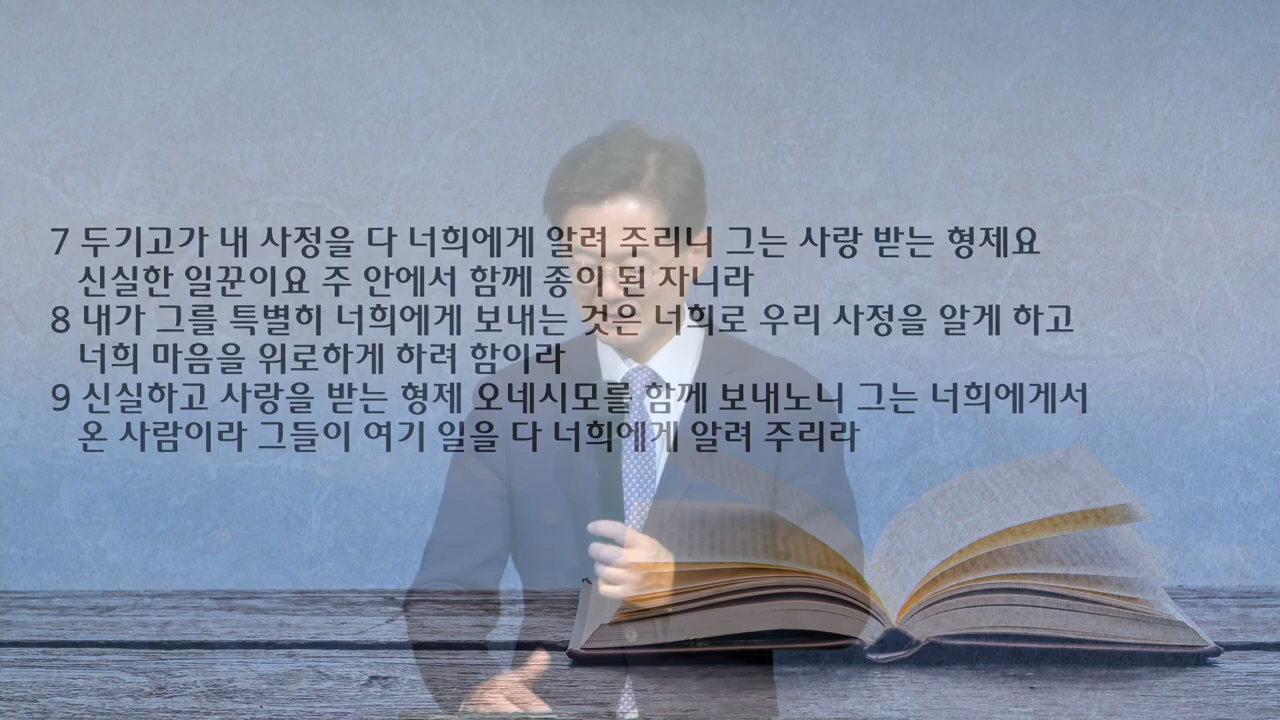 7 두기고가 내 사정을 다 너희에게 알려 주리니 그는 사랑 받는 형제요
신실한 일꾼이요 주 안에서 함께 종이 된 자니라
8 내가 그를 특별히 너희에게 보내는 것은 너희로 우리 사정을 알게 하고
너희 마음을 위로하게 하려 함이라
9 신실하고 사랑을 받는 형제 오네시모를 함께 보내노니 그는 너희에게서
온 사람이라 그들이 여기 일을 다 너희에게 알려 주리라